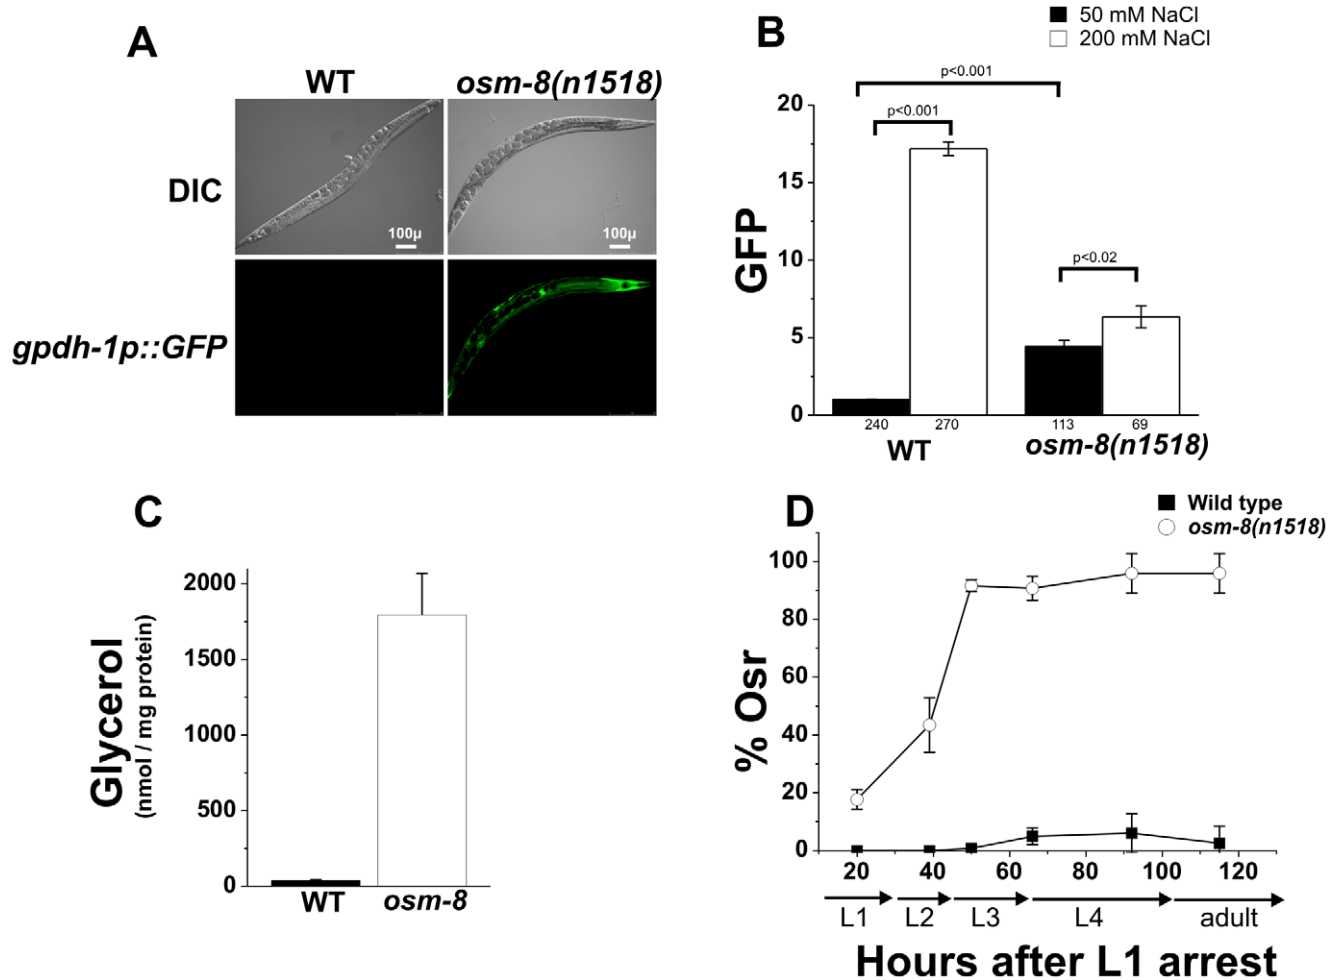 A
WT
osm-8(n1518)
DIC
100µ
100µ
gpdh-1p::GFP
B
50 mM NaCl
200 mM NaCl
p<0.001
p<0.001
p<0.02
GFP
20
15
10
5
0
240
270
113
69
WT
osm-8(n1518)
C
Glycerol
(nmol / mg protein)
2000
1500
1000
500
0
WT
osm-8
D
Wild type
osm-8(n1518)
% Osr
100
80
60
40
20
0
20
40
60
80
100
120
L1
L2
L3
L4
adult
Hours after L1 arrest